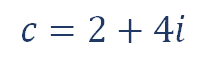 c = 2 + 4i